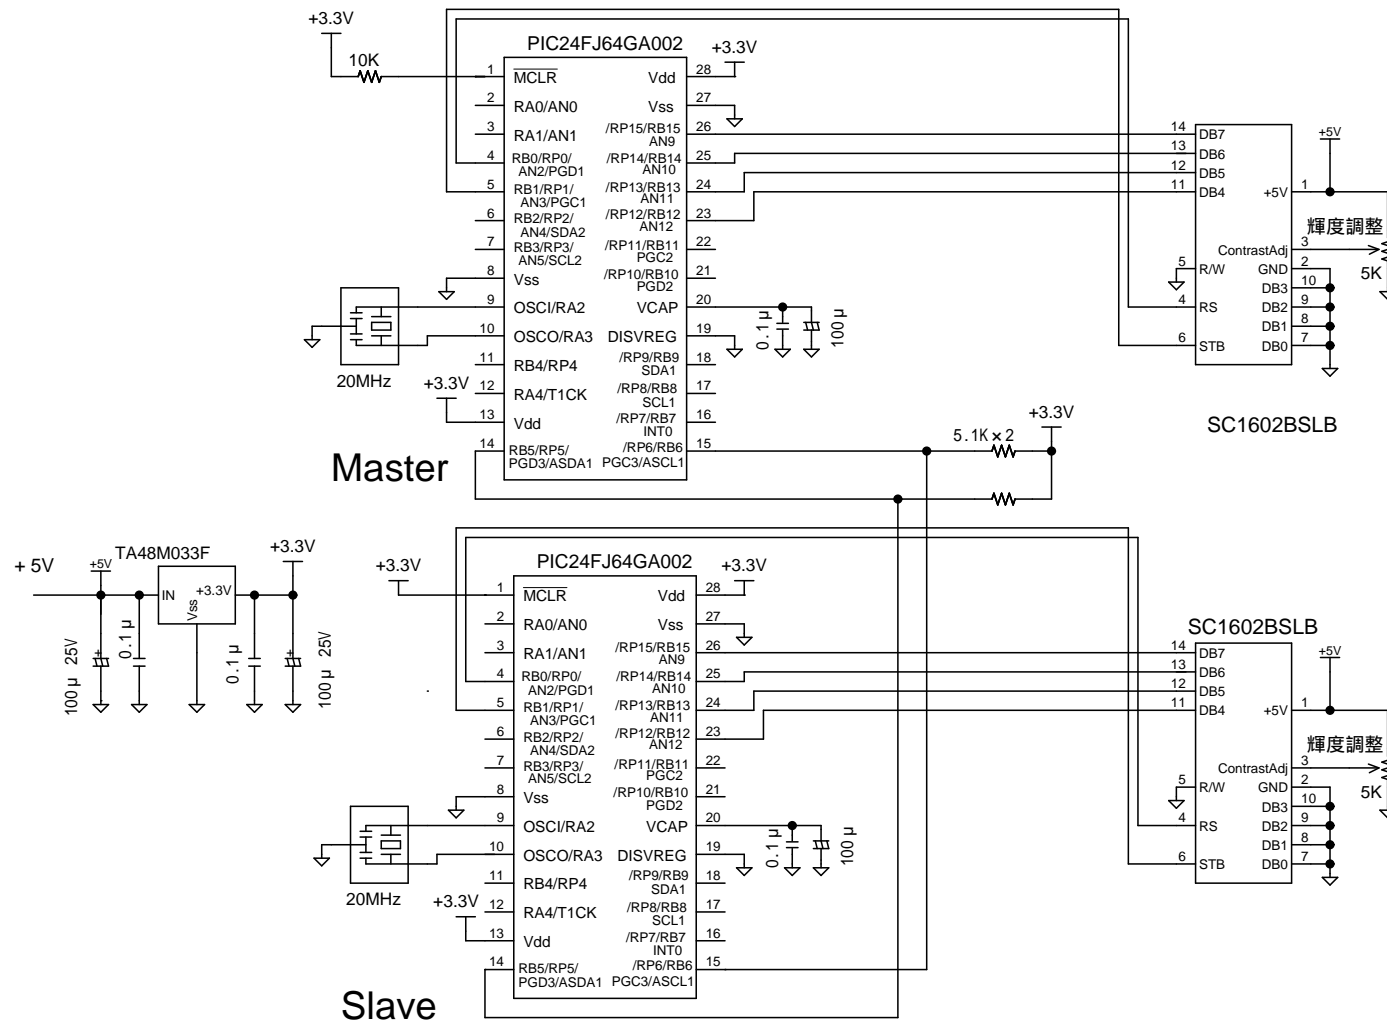 +3.3V
10K
PIC24FJ64GA002
+3.3V
1 MCLR Vdd 28
2 RA0/AN0 Vss 27
3 RA1/AN1 /RP15/RB15 AN9 26
4 RB0/RP0/ AN2/PGD1 /RP14/RB14 AN10 25
5 RB1/RP1/ AN3/PGC1 /RP13/RB13 AN11 24
6 RB2/RP2/ AN4/SDA2 /RP12/RB12 AN12 23
7 RB3/RP3/ AN5/SCL2 /RP11/RB11 PGC2 22
8 Vss /RP10/RB10 PGD2 21
9 OSCI/RA2 VCAP 20
10 OSCO/RA3 DISVREG 19
11 RB4/RP4 /RP9/RB9 SDA1 18
12 RA4/T1CK /RP8/RB8 SCL1 17
13 Vdd /RP7/RB7 INT0 16
14 RB5/RP5/ PGD3/ASDA1 /RP6/RB6 PGC3/ASCL1 15
20MHz
+3.3V
0.1μ
100μ
Master
14 DB7
13 DB6
12 DB5
11 DB4
5 R/W
4 RS
6 STB
+5V 1
ContrastAdj 3
GND 2
DB3 10
DB2 9
DB1 8
DB0 7
+5V
輝度調整
5K
SC1602BSLB
5.1K×2
+3.3V
+5V
+5V
TA48M033F
IN +3.3V
Vss
+3.3V
100μ 25V
0.1μ
0.1μ
100μ 25V
+3.3V
PIC24FJ64GA002
+3.3V
1 MCLR Vdd 28
2 RA0/AN0 Vss 27
3 RA1/AN1 /RP15/RB15 AN9 26
4 RB0/RP0/ AN2/PGD1 /RP14/RB14 AN10 25
5 RB1/RP1/ AN3/PGC1 /RP13/RB13 AN11 24
6 RB2/RP2/ AN4/SDA2 /RP12/RB12 AN12 23
7 RB3/RP3/ AN5/SCL2 /RP11/RB11 PGC2 22
8 Vss /RP10/RB10 PGD2 21
9 OSCI/RA2 VCAP 20
10 OSCO/RA3 DISVREG 19
11 RB4/RP4 /RP9/RB9 SDA1 18
12 RA4/T1CK /RP8/RB8 SCL1 17
13 Vdd /RP7/RB7 INT0 16
14 RB5/RP5/ PGD3/ASDA1 /RP6/RB6 PGC3/ASCL1 15
20MHz
+3.3V
0.1μ
100μ
Slave
SC1602BSLB
14 DB7
13 DB6
12 DB5
11 DB4
5 R/W
4 RS
6 STB
+5V 1
ContrastAdj 3
GND 2
DB3 10
DB2 9
DB1 8
DB0 7
+5V
輝度調整
5K